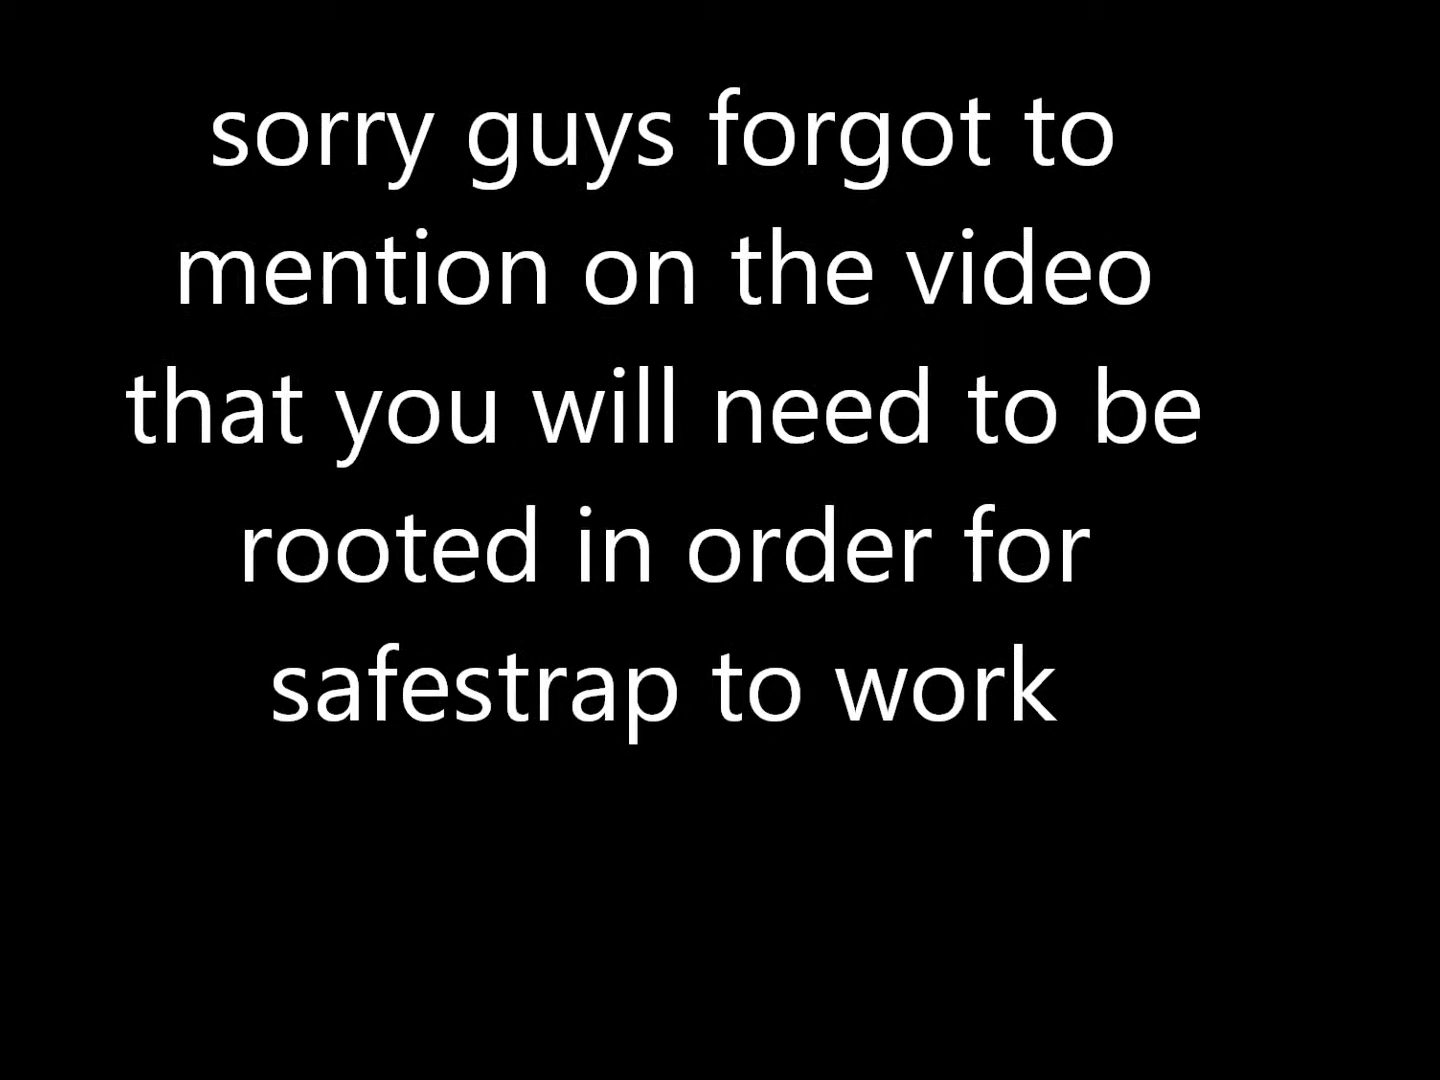 sorry guys forgot to
mention on the video
that you will need to be
rooted in order for
safestrap to work